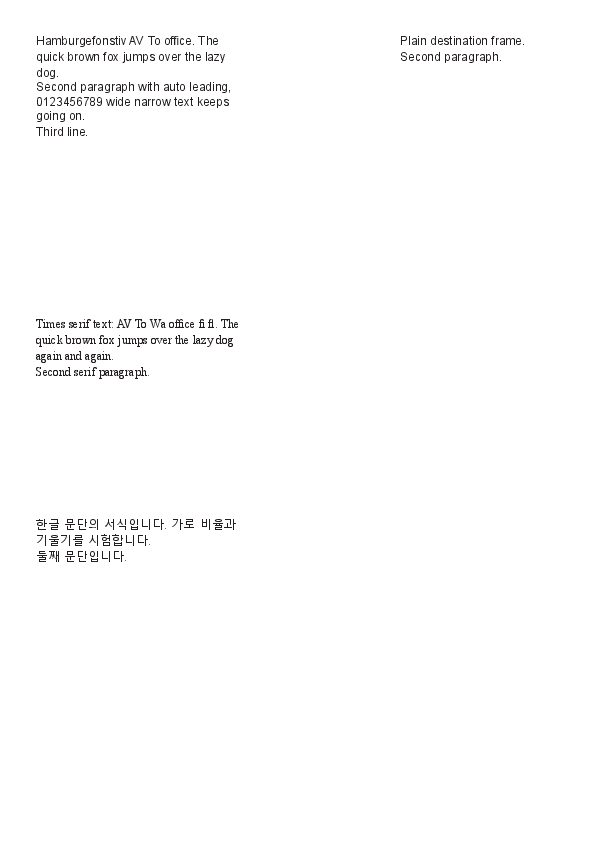 Hamburgefonstiv AV To office. The
quick brown fox jumps over the lazy
dog.
Second paragraph with auto leading,
0123456789 wide narrow text keeps
going on.
Third line.
Plain destination frame.
Second paragraph.
Times serif text: AV To Wa office fi fl. The
quick brown fox jumps over the lazy dog
again and again.
Second serif paragraph.
한글 문단의 서식입니다. 가로 비율과
기울기를 시험합니다.
둘째 문단입니다.